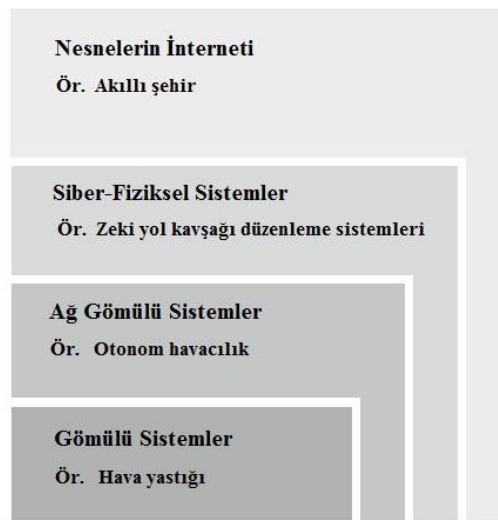 Nesnelerin İnterneti
Ör. Akıllı şehir
Siber-Fiziksel Sistemler
Ör. Zeki yol kavşağı düzenleme sistemleri
Ağ Gömülü Sistemler
Ör. Otonom havacılık
Gömülü Sistemler
Ör. Hava yastığı